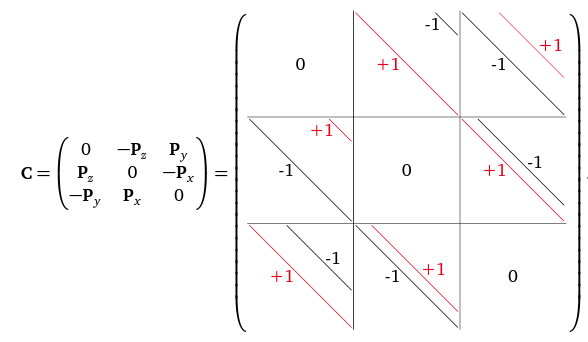 -1 +1
0 +1 -1
+1
0 −P_z P_y
-1 +1 -1
C = P_z 0 −P_x = 0
−P_y P_x 0
-1 +1
+1 -1 0